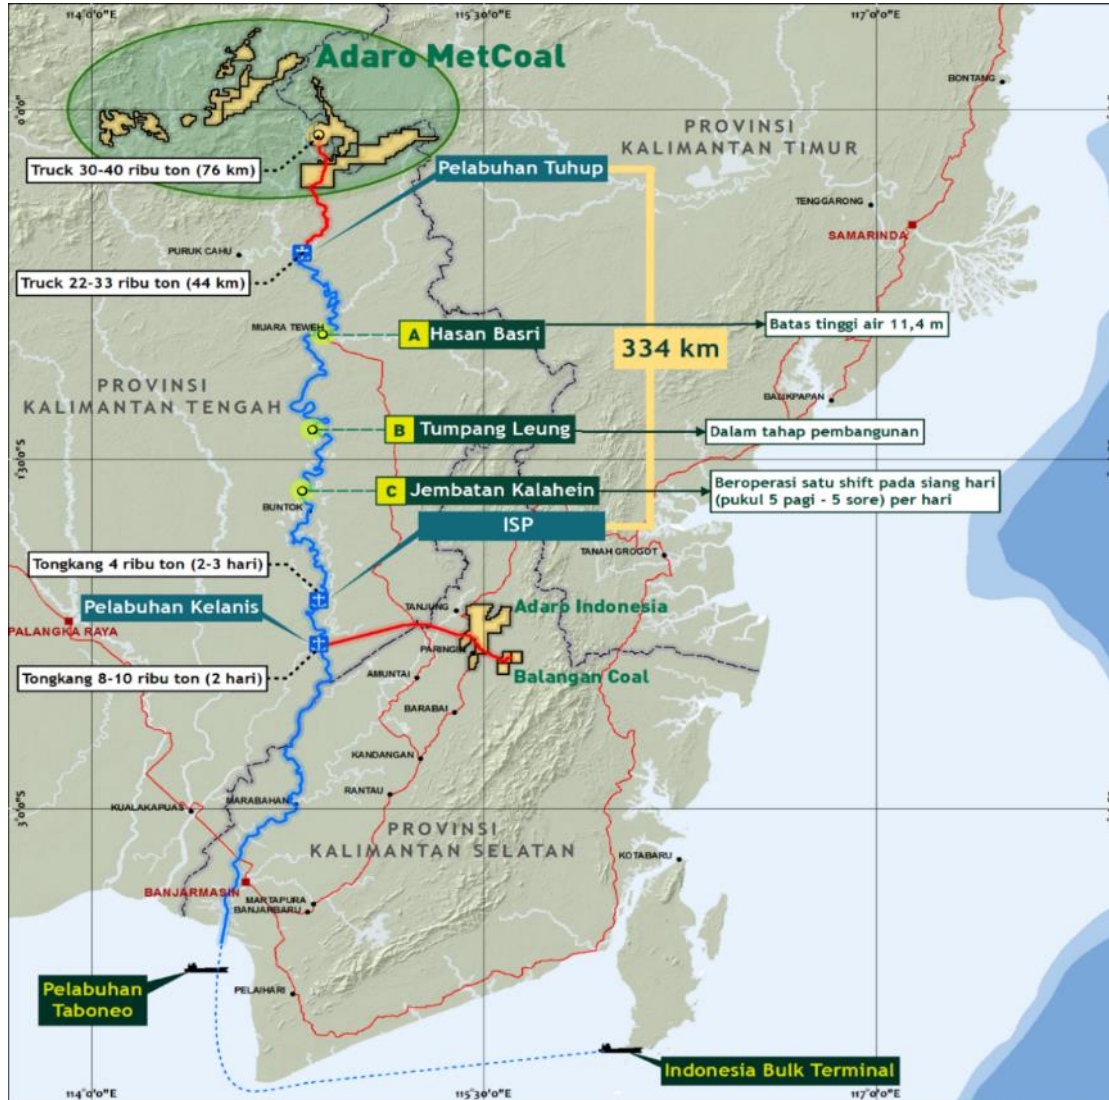 114°0'0"E
115°30'0"E
117°0'0"E
Adaro MetCoal
BONTANG
0°0'0"
PROVINSI
KALIMANTAN TIMUR
Truck 30-40 ribu ton (76 km)
Pelabuhan Tuhup
TENGGARONG
SAMARINDA
PURUK CAHU
Truck 22-33 ribu ton (44 km)
MUARA TEWEH
A
Hasan Basri
Batas tinggi air 11,4 m
334 km
PROVINSI
KALIMANTAN TENGAH
BALIKPAPAN
B
Tumpang Leung
Dalam tahap pembangunan
1°30'0"S
C
Jembatan Kalahein
Beroperasi satu shift pada siang hari
(pukul 5 pagi - 5 sore) per hari
BUNTOK
ISP
TANAH GROGOT
Tongkang 4 ribu ton (2-3 hari)
Pelabuhan Kelanis
TANJUNG
Adaro Indonesia
PALANGKA RAYA
PARINGIN
Balangan Coal
Tongkang 8-10 ribu ton (2 hari)
AMUNTAI
BARABAI
KANDANGAN
RANTAU
MARABAHAN
KUALAKAPUAS
3°0'0"S
PROVINSI
KALIMANTAN SELATAN
KOTABARU
BANJARMASIN
MARTAPURA
BANJARBARU
Pelabuhan
Taboneo
PELAIHARI
Indonesia Bulk Terminal
114°0'0"E
115°30'0"E
117°0'0"E